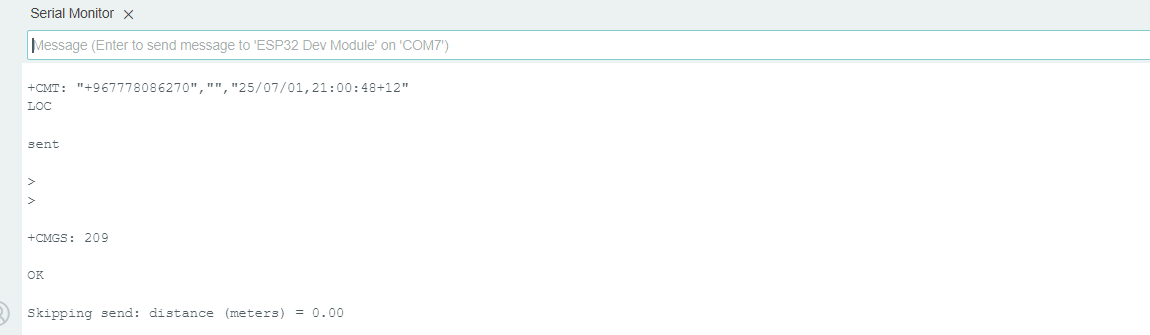 Serial Monitor ×
Message (Enter to send message to 'ESP32 Dev Module' on 'COM7')
+CMT: "+967778086270","","25/07/01,21:00:48+12"
LOC
sent
>
>
+CMGS: 209
OK
Skipping send: distance (meters) = 0.00